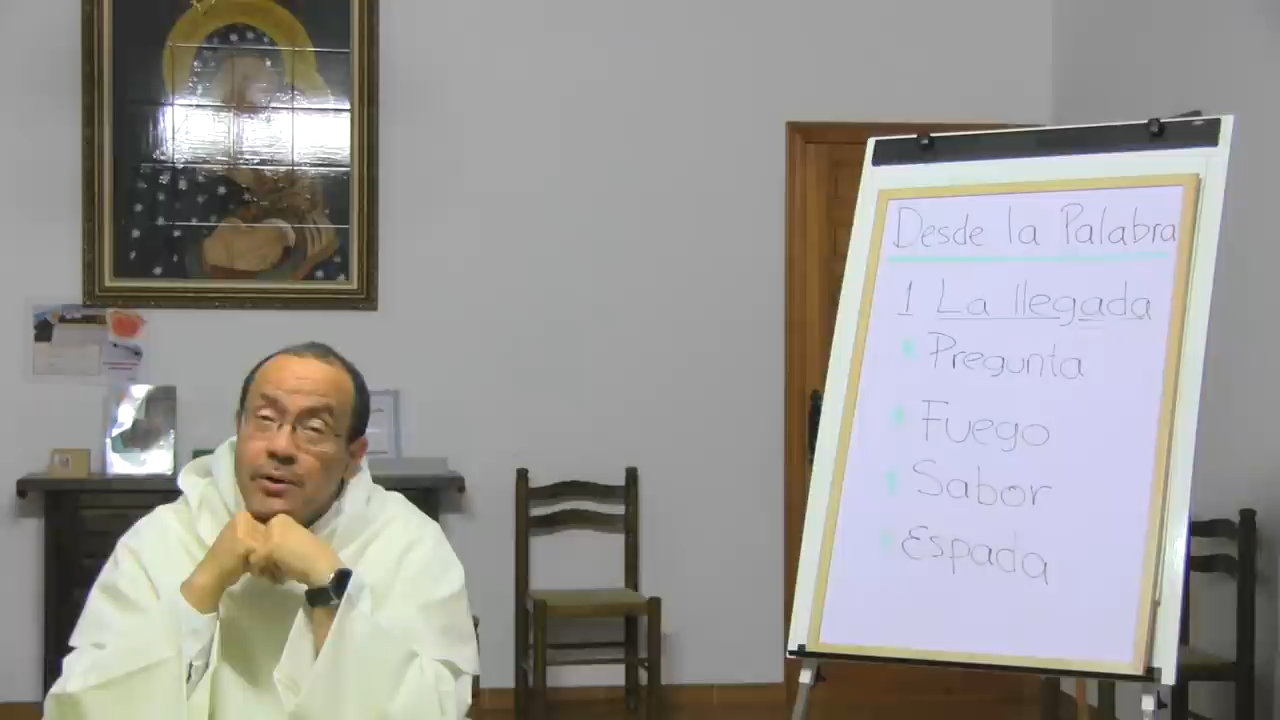 Desde la Palabra
1 La llegada
Pregunta
Fuego
Sabor
Espada